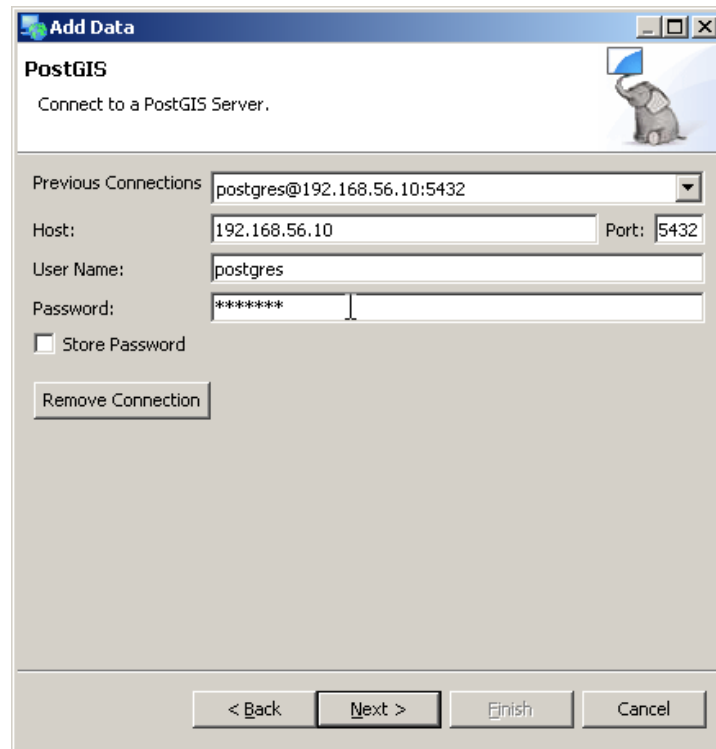 Add Data
PostGIS
Connect to a PostGIS Server.
Previous Connections postgres@192.168.56.10:5432
Host: 192.168.56.10 Port: 5432
User Name: postgres
Password: *******
Store Password
Remove Connection
< Back Next > Finish Cancel